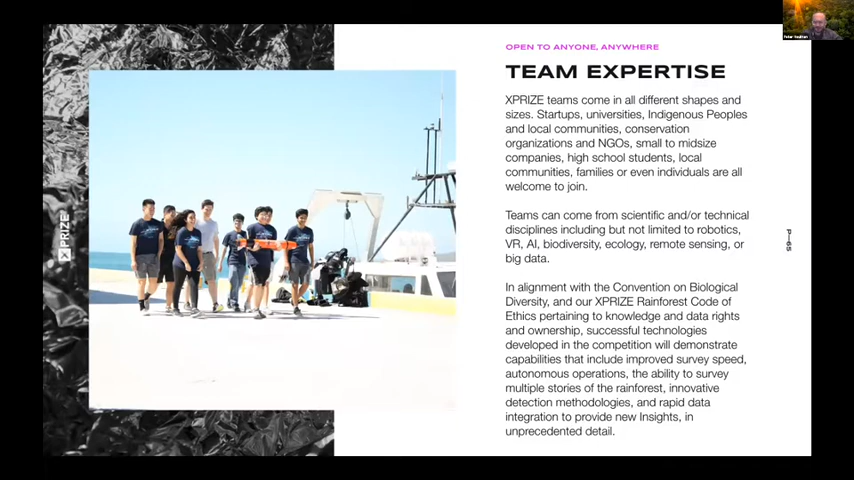 OPEN TO ANYONE, ANYWHERE
TEAM EXPERTISE
XPRIZE teams come in all different shapes and
sizes. Startups, universities, Indigenous Peoples
and local communities, conservation
organizations and NGOs, small to midsize
companies, high school students, local
communities, families or even individuals are all
welcome to join.
Teams can come from scientific and/or technical
disciplines including but not limited to robotics,
VR, AI, biodiversity, ecology, remote sensing, or
big data.
In alignment with the Convention on Biological
Diversity, and our XPRIZE Rainforest Code of
Ethics pertaining to knowledge and data rights
and ownership, successful technologies
developed in the competition will demonstrate
capabilities that include improved survey speed,
autonomous operations, the ability to survey
multiple stories of the rainforest, innovative
detection methodologies, and rapid data
integration to provide new Insights, in
unprecedented detail.
XPRIZE
P—65
Peter